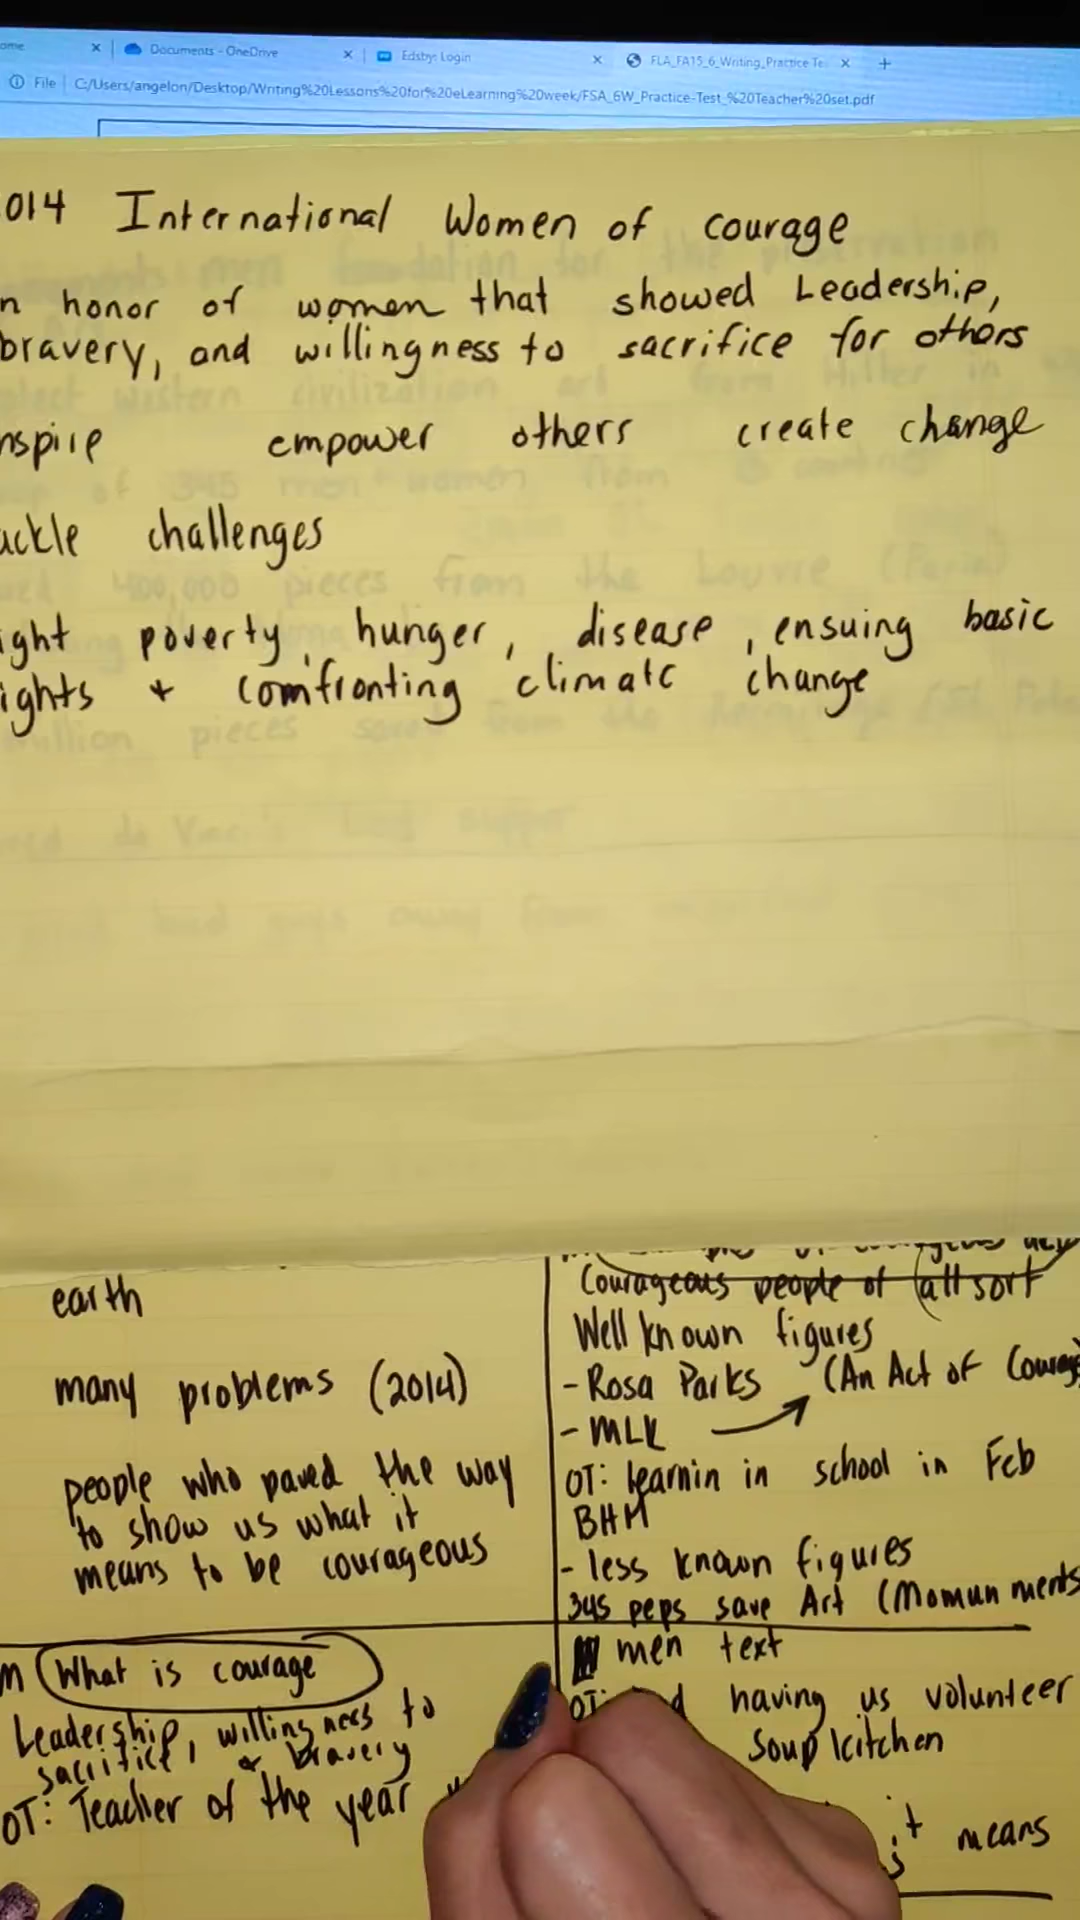 ome
Documents - OneDrive
Edsby: Login
FLA_FA15_6_Writing_Practice Te
File | C:/Users/angelon/Desktop/Writing%20Lessons%20for%20eLearning%20week/FSA_6W_Practice-Test_%20Teacher%20set.pdf
014 International Women of courage
n honor of women that showed Leadership,
bravery, and willingness to sacrifice for others
nspire empower others create change
ackle challenges
ight poverty, hunger, disease, ensuing basic
ights + comfronting climate change
earth
many problems (2014)
people who paved the way
to show us what it
means to be courageous
Courageous people of (all sort
Well known figures
- Rosa Parks (An Act of Courag
- MLK
OT: learnin in school in Feb
BHM
- less known figures
345 peps save Art (Momun ments
men text
OT: having us volunteer
soup kitchen
it means
m What is courage
Leadership, willingness to
sacrifice, & bravery
OT: Teacher of the year